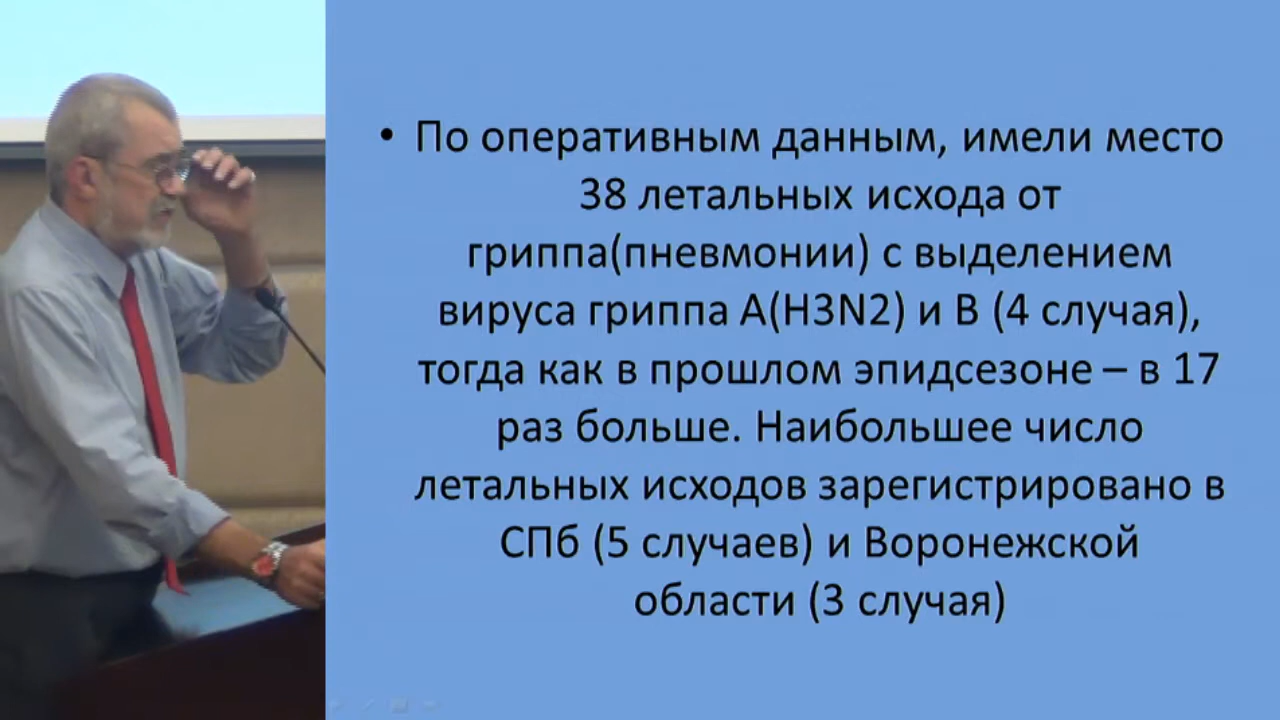 • По оперативным данным, имели место
38 летальных исхода от
гриппа(пневмонии) с выделением
вируса гриппа А(H3N2) и В (4 случая),
тогда как в прошлом эпидсезоне – в 17
раз больше. Наибольшее число
летальных исходов зарегистрировано в
СПб (5 случаев) и Воронежской
области (3 случая)